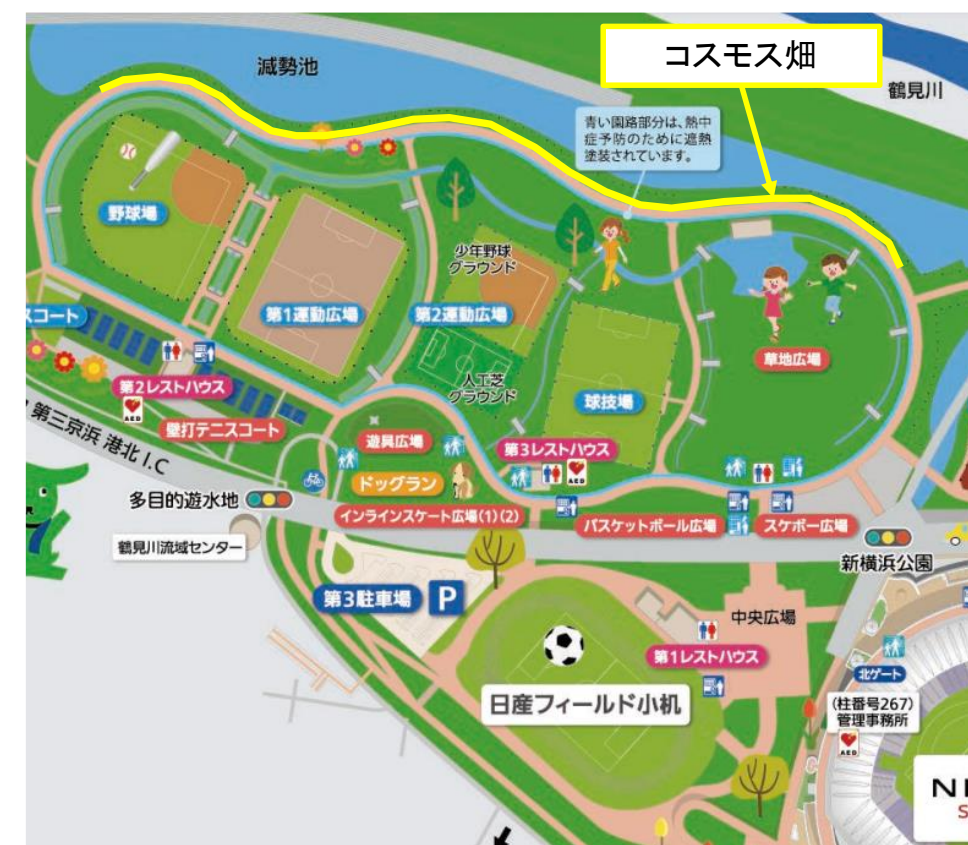 コスモス畑
減勢池
鶴見川
青い園路部分は、熱中
症予防のために遮熱
塗装されています。
野球場
少年野球
グラウンド
第1運動広場
第2運動広場
スコート
草地広場
人工芝
グラウンド
球技場
第2レストハウス
AED
壁打テニスコート
第三京浜 港北 I.C
遊具広場
第3レストハウス
AED
ドッグラン
多目的遊水地
インラインスケート広場(1)(2)
バスケットボール広場
スケボー広場
鶴見川流域センター
新横浜公園
第3駐車場
P
中央広場
第1レストハウス
北ゲート
日産フィールド小机
(柱番号267)
管理事務所
AED
N
S